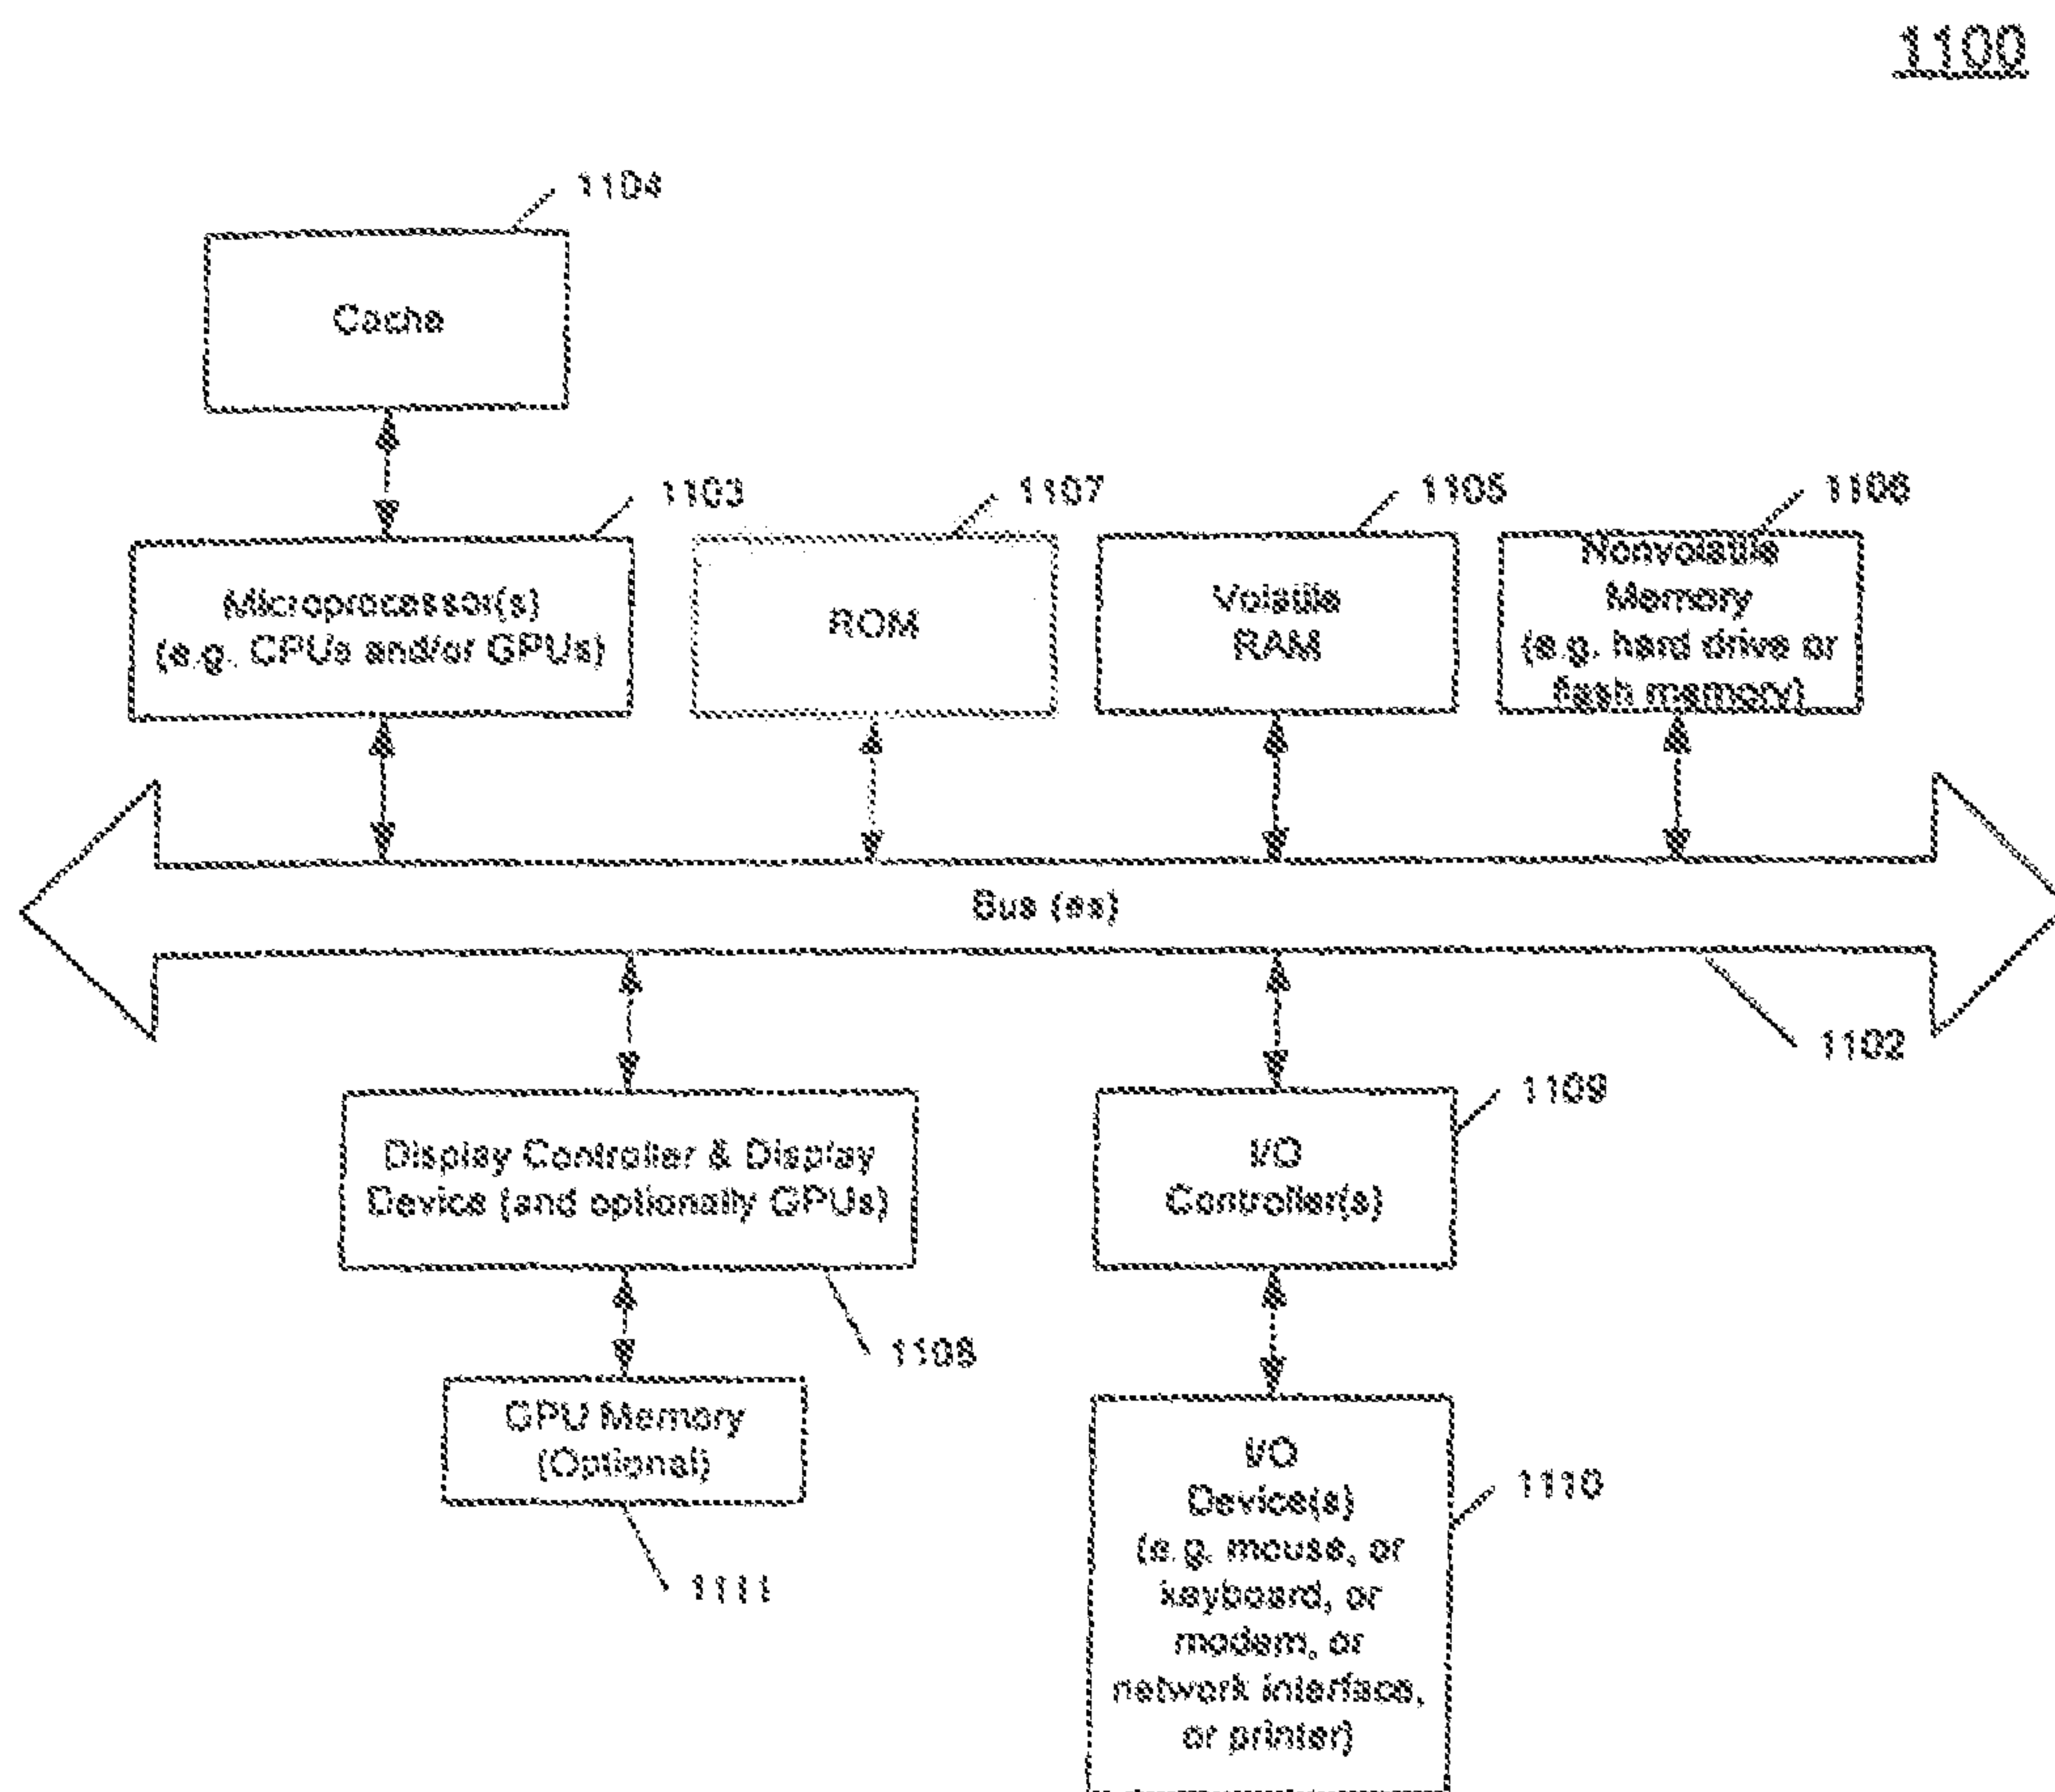 1100
1104
Cache
1103
1107
1105
1106
Microprocessor(s)
(e.g. CPUs and/or GPUs)
ROM
Volatile
RAM
Nonvolatile
Memory
(e.g. hard drive or
flash memory)
Bus (es)
1102
Display Controller & Display
Device (and optionally GPUs)
1108
I/O
Controller(s)
1109
GPU Memory
(Optional)
1111
I/O
Device(s)
(e.g. mouse, or
keyboard, or
modem, or
network interface,
or printer)
1110